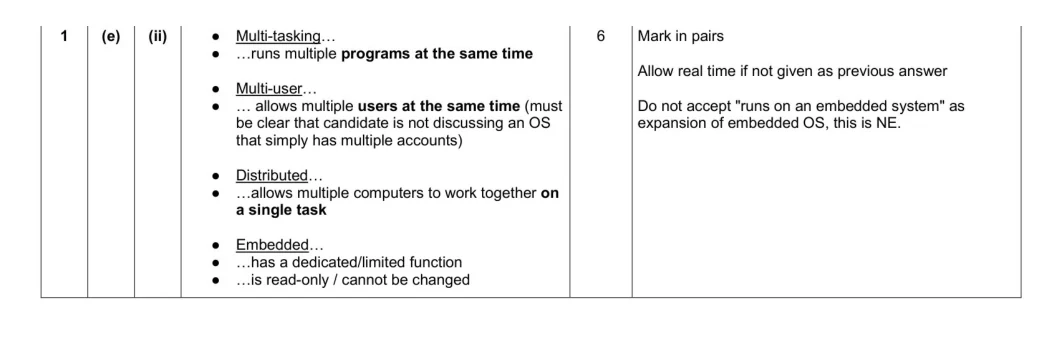 1 (e) (ii)
● Multi-tasking…
● …runs multiple programs at the same time
● Multi-user…
● … allows multiple users at the same time (must
be clear that candidate is not discussing an OS
that simply has multiple accounts)
● Distributed…
● …allows multiple computers to work together on
a single task
● Embedded…
● …has a dedicated/limited function
● …is read-only / cannot be changed
6
Mark in pairs
Allow real time if not given as previous answer
Do not accept "runs on an embedded system" as
expansion of embedded OS, this is NE.